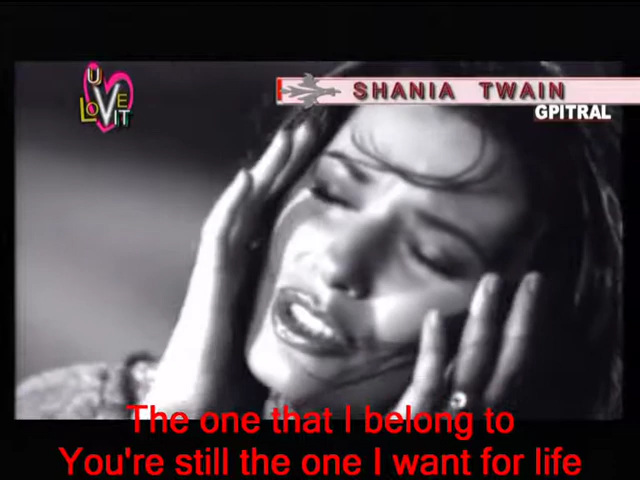 U
LOVE
IT
SHANIA TWAIN
GPITRAL
The one that I belong to
You're still the one I want for life